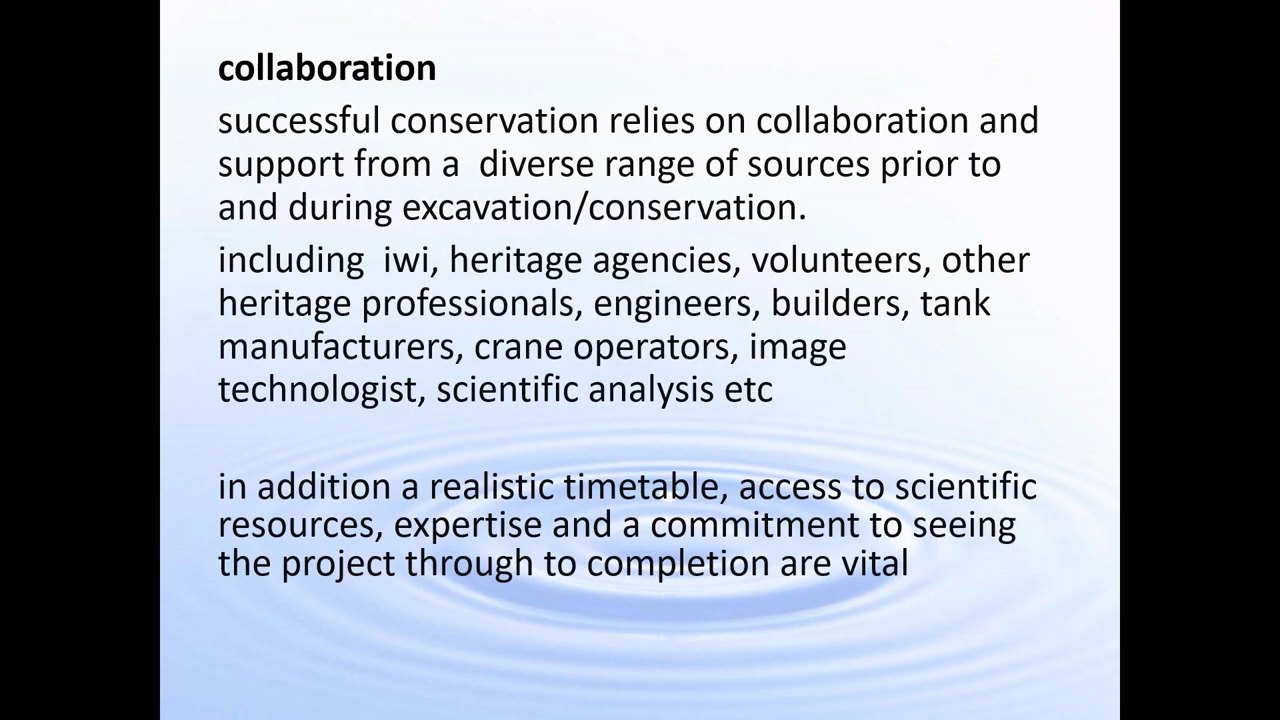 collaboration
successful conservation relies on collaboration and
support from a  diverse range of sources prior to
and during excavation/conservation.
including  iwi, heritage agencies, volunteers, other
heritage professionals, engineers, builders, tank
manufacturers, crane operators, image
technologist, scientific analysis etc
in addition a realistic timetable, access to scientific
resources, expertise and a commitment to seeing
the project through to completion are vital